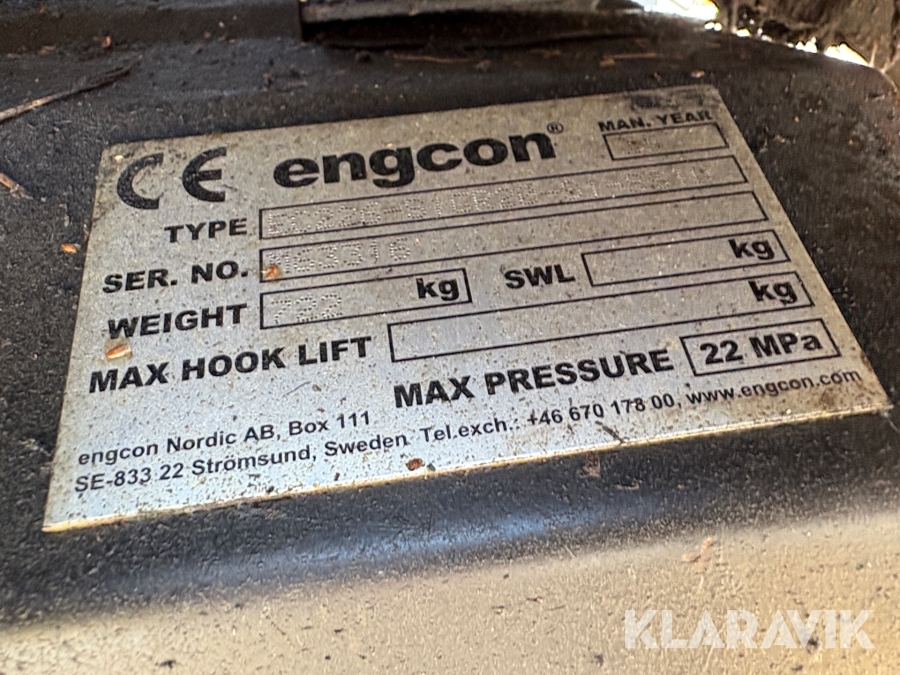 CE engcon®
MAN. YEAR
TYPE
SER. NO. 163316
WEIGHT 722 kg
SWL kg
MAX HOOK LIFT kg
MAX PRESSURE 22 MPa
engcon Nordic AB, Box 111
SE-833 22 Strömsund, Sweden Tel.exch.: +46 670 178 00, www.engcon.com
KLARAVIK